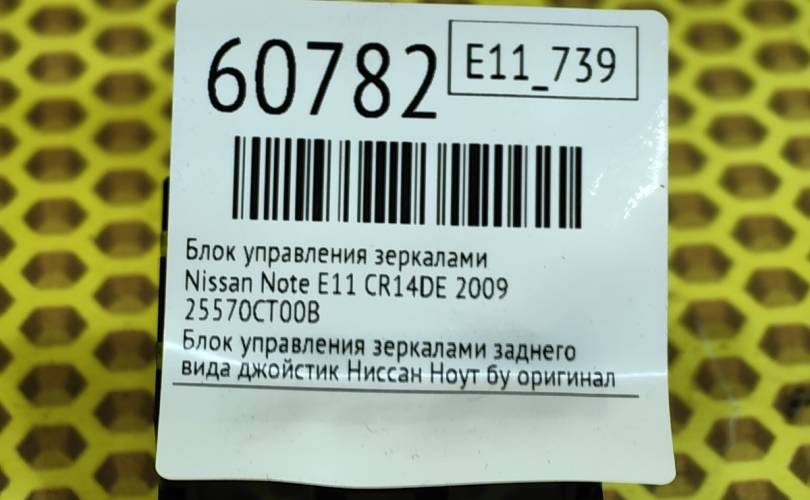 60782
E11_739
Блок управления зеркалами
Nissan Note E11 CR14DE 2009
25570CT00B
Блок управления зеркалами заднего
вида джойстик Ниссан Ноут бу оригинал